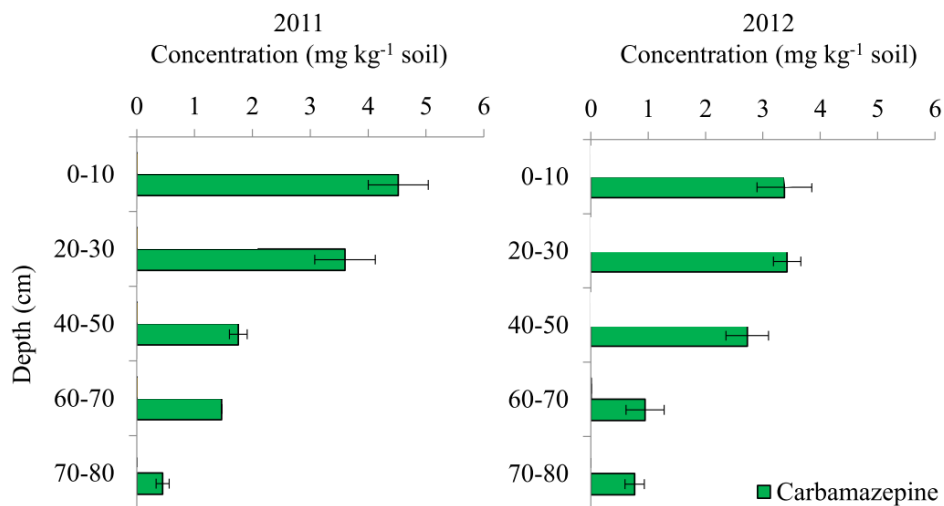 2011
Concentration (mg kg⁻¹ soil)
0 1 2 3 4 5 6
Depth (cm)
0-10
20-30
40-50
60-70
70-80
2012
Concentration (mg kg⁻¹ soil)
0 1 2 3 4 5 6
0-10
20-30
40-50
60-70
70-80
Carbamazepine